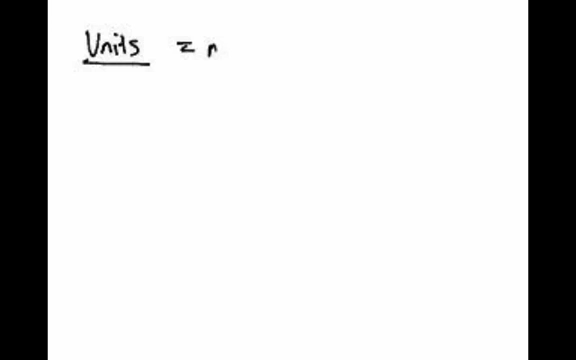 Units = r